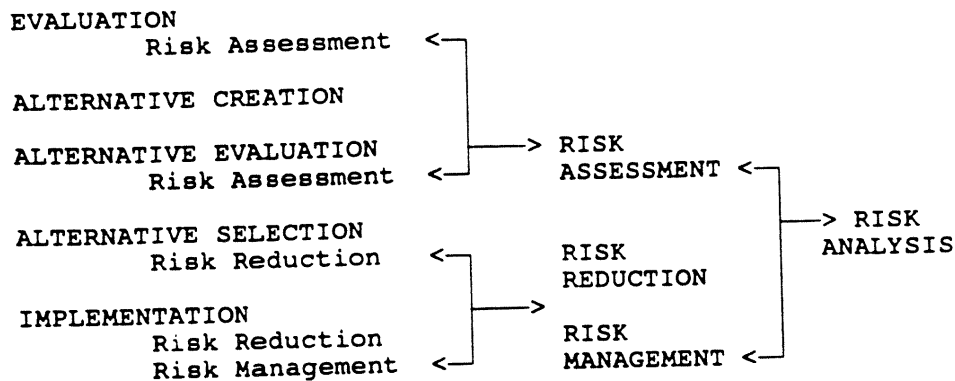 EVALUATION
Risk Assessment <
ALTERNATIVE CREATION
ALTERNATIVE EVALUATION
Risk Assessment <
> RISK
ASSESSMENT <
ALTERNATIVE SELECTION
Risk Reduction <
IMPLEMENTATION
Risk Reduction
Risk Management <
>
RISK
REDUCTION
RISK
MANAGEMENT <
> RISK
ANALYSIS